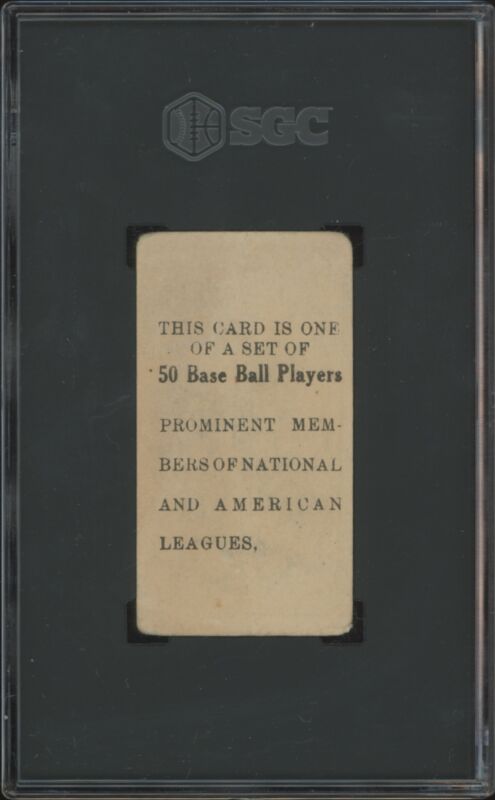 SGC
THIS CARD IS ONE
OF A SET OF
50 Base Ball Players
PROMINENT MEM-
BERS OF NATIONAL
AND AMERICAN
LEAGUES,